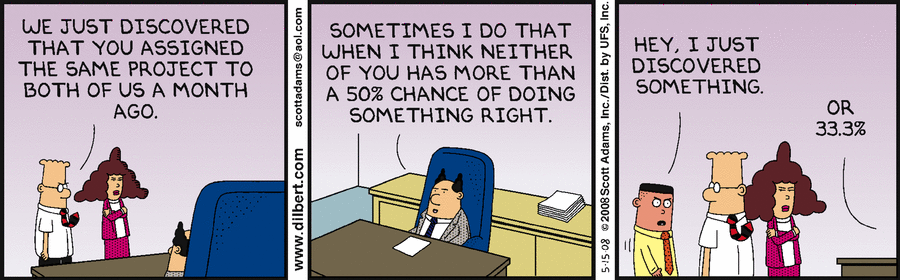 WE JUST DISCOVERED
THAT YOU ASSIGNED
THE SAME PROJECT TO
BOTH OF US A MONTH
AGO.
www.dilbert.com scottadams@aol.com
SOMETIMES I DO THAT
WHEN I THINK NEITHER
OF YOU HAS MORE THAN
A 50% CHANCE OF DOING
SOMETHING RIGHT.
5-15-08 ©2008 Scott Adams, Inc./Dist. by UFS, Inc.
HEY, I JUST
DISCOVERED
SOMETHING.
OR
33.3%